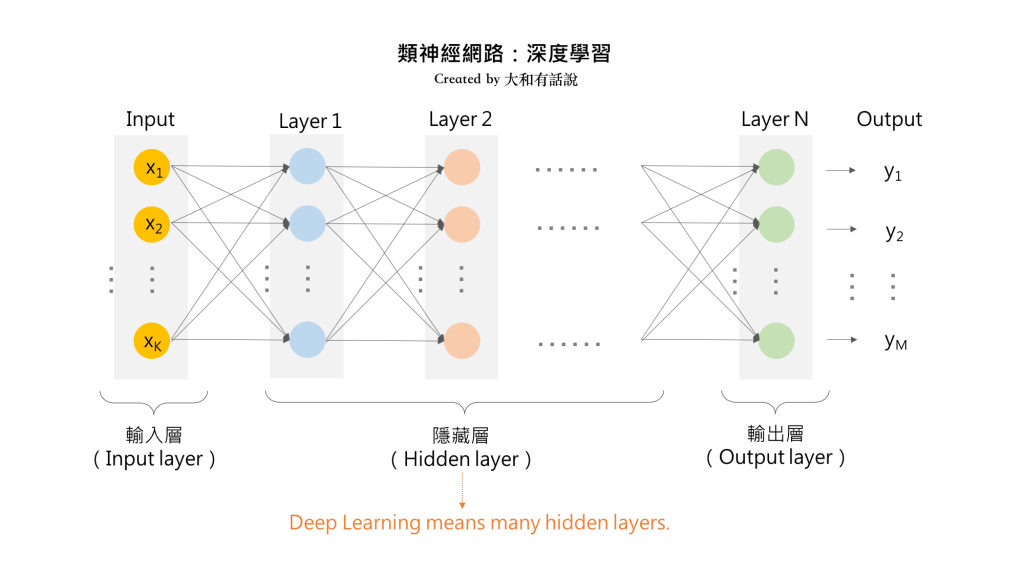 類神經網路：深度學習
Created by 大和有話說
Input Layer 1 Layer 2 Layer N Output
x₁ ...... y₁
x₂ ...... y₂
xK ...... yM
輸入層 隱藏層 輸出層
（Input layer） （Hidden layer） （Output layer）
Deep Learning means many hidden layers.